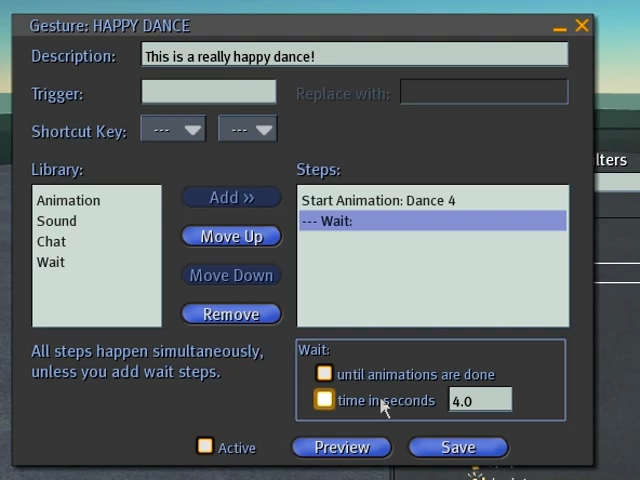 Gesture: HAPPY DANCE
Description: This is a really happy dance!
Trigger: Replace with:
Shortcut Key: --- ---
Library: Steps:
Animation
Sound
Chat
Wait
Add >>
Move Up
Move Down
Remove
Start Animation: Dance 4
--- Wait:
All steps happen simultaneously,
unless you add wait steps.
Wait:
until animations are done
time in seconds 4.0
Active Preview Save
lters